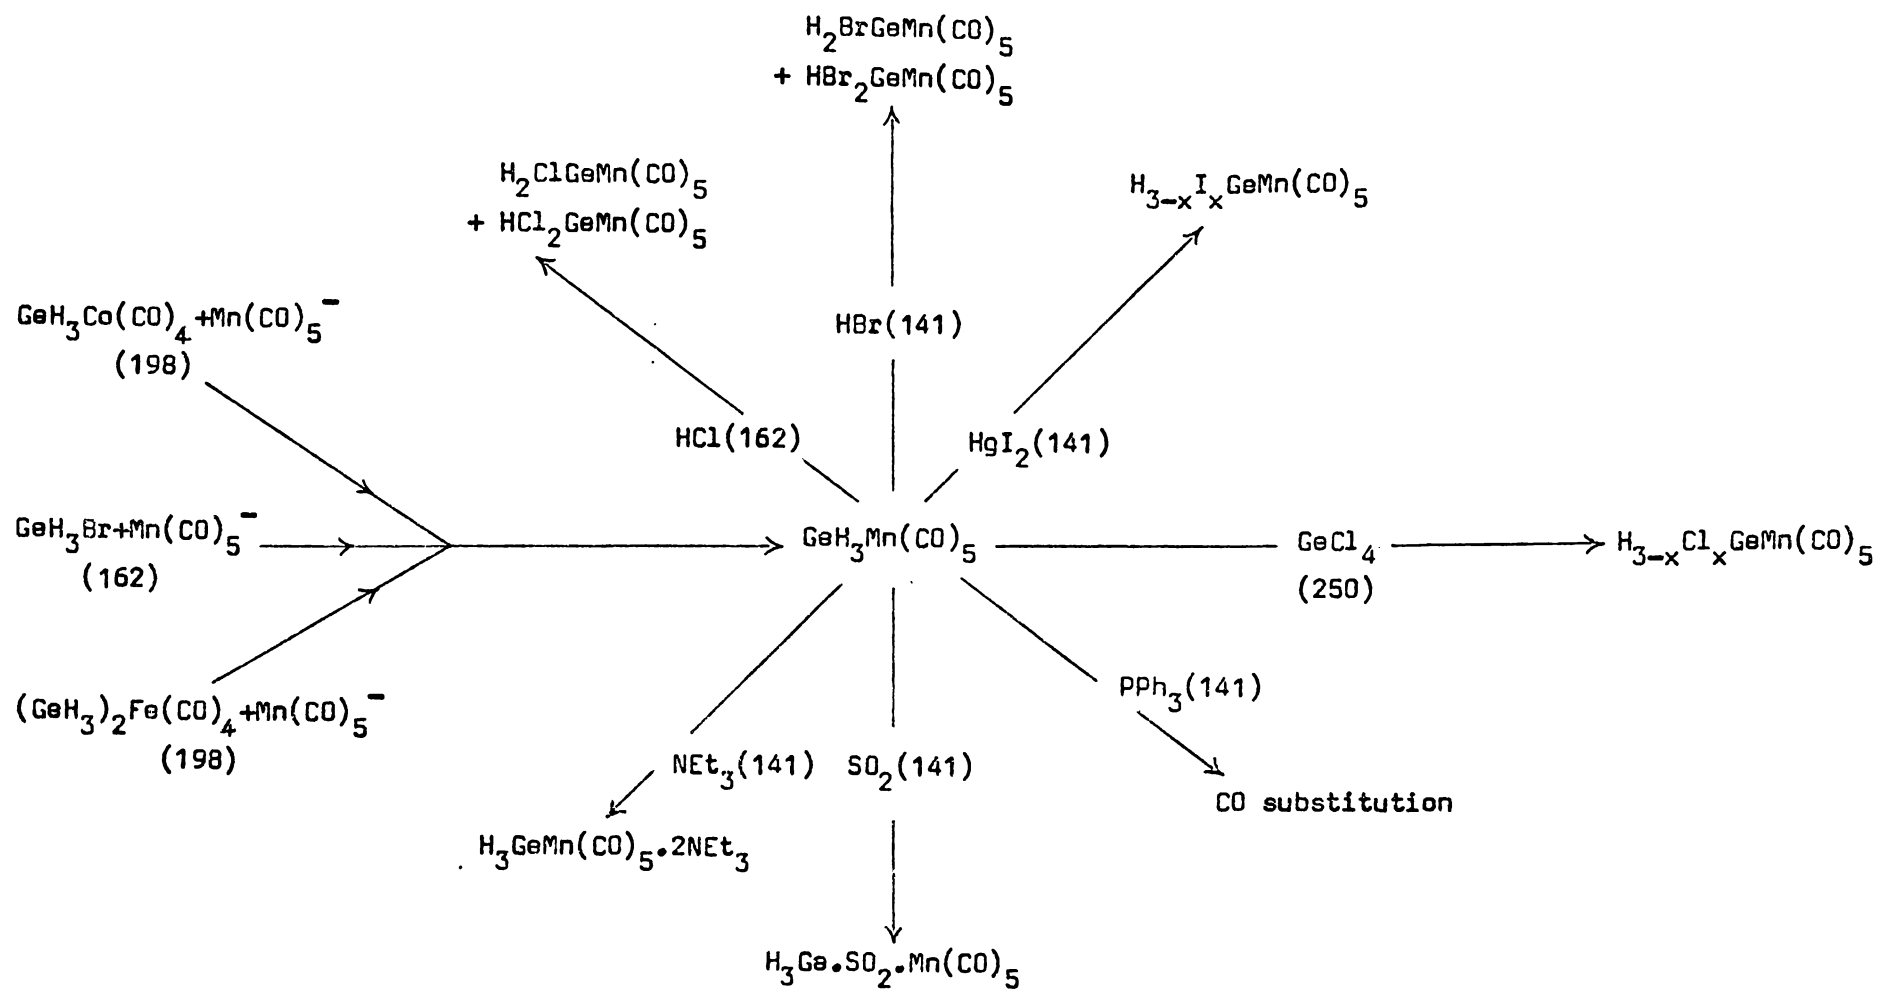 H₂BrGeMn(CO)₅
+ HBr₂GeMn(CO)₅
H₂ClGeMn(CO)₅
+ HCl₂GeMn(CO)₅
H₃₋ₓIₓGeMn(CO)₅
GeH₃Co(CO)₄+Mn(CO)₅⁻
(198)
HBr(141)
HCl(162)
HgI₂(141)
GeH₃Br+Mn(CO)₅⁻
(162)
GeH₃Mn(CO)₅
GeCl₄
(250)
H₃₋ₓClₓGeMn(CO)₅
(GeH₃)₂Fe(CO)₄+Mn(CO)₅⁻
(198)
PPh₃(141)
CO substitution
NEt₃(141)
SO₂(141)
H₃GeMn(CO)₅.2NEt₃
H₃Ge.SO₂.Mn(CO)₅